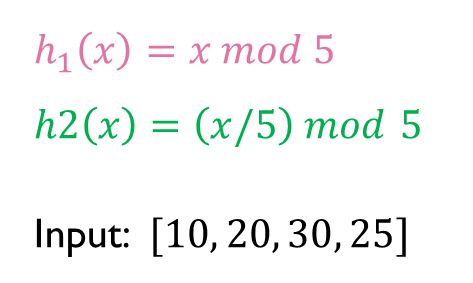 h₁(x) = x mod 5
h2(x) = (x/5) mod 5
Input: [10, 20, 30, 25]